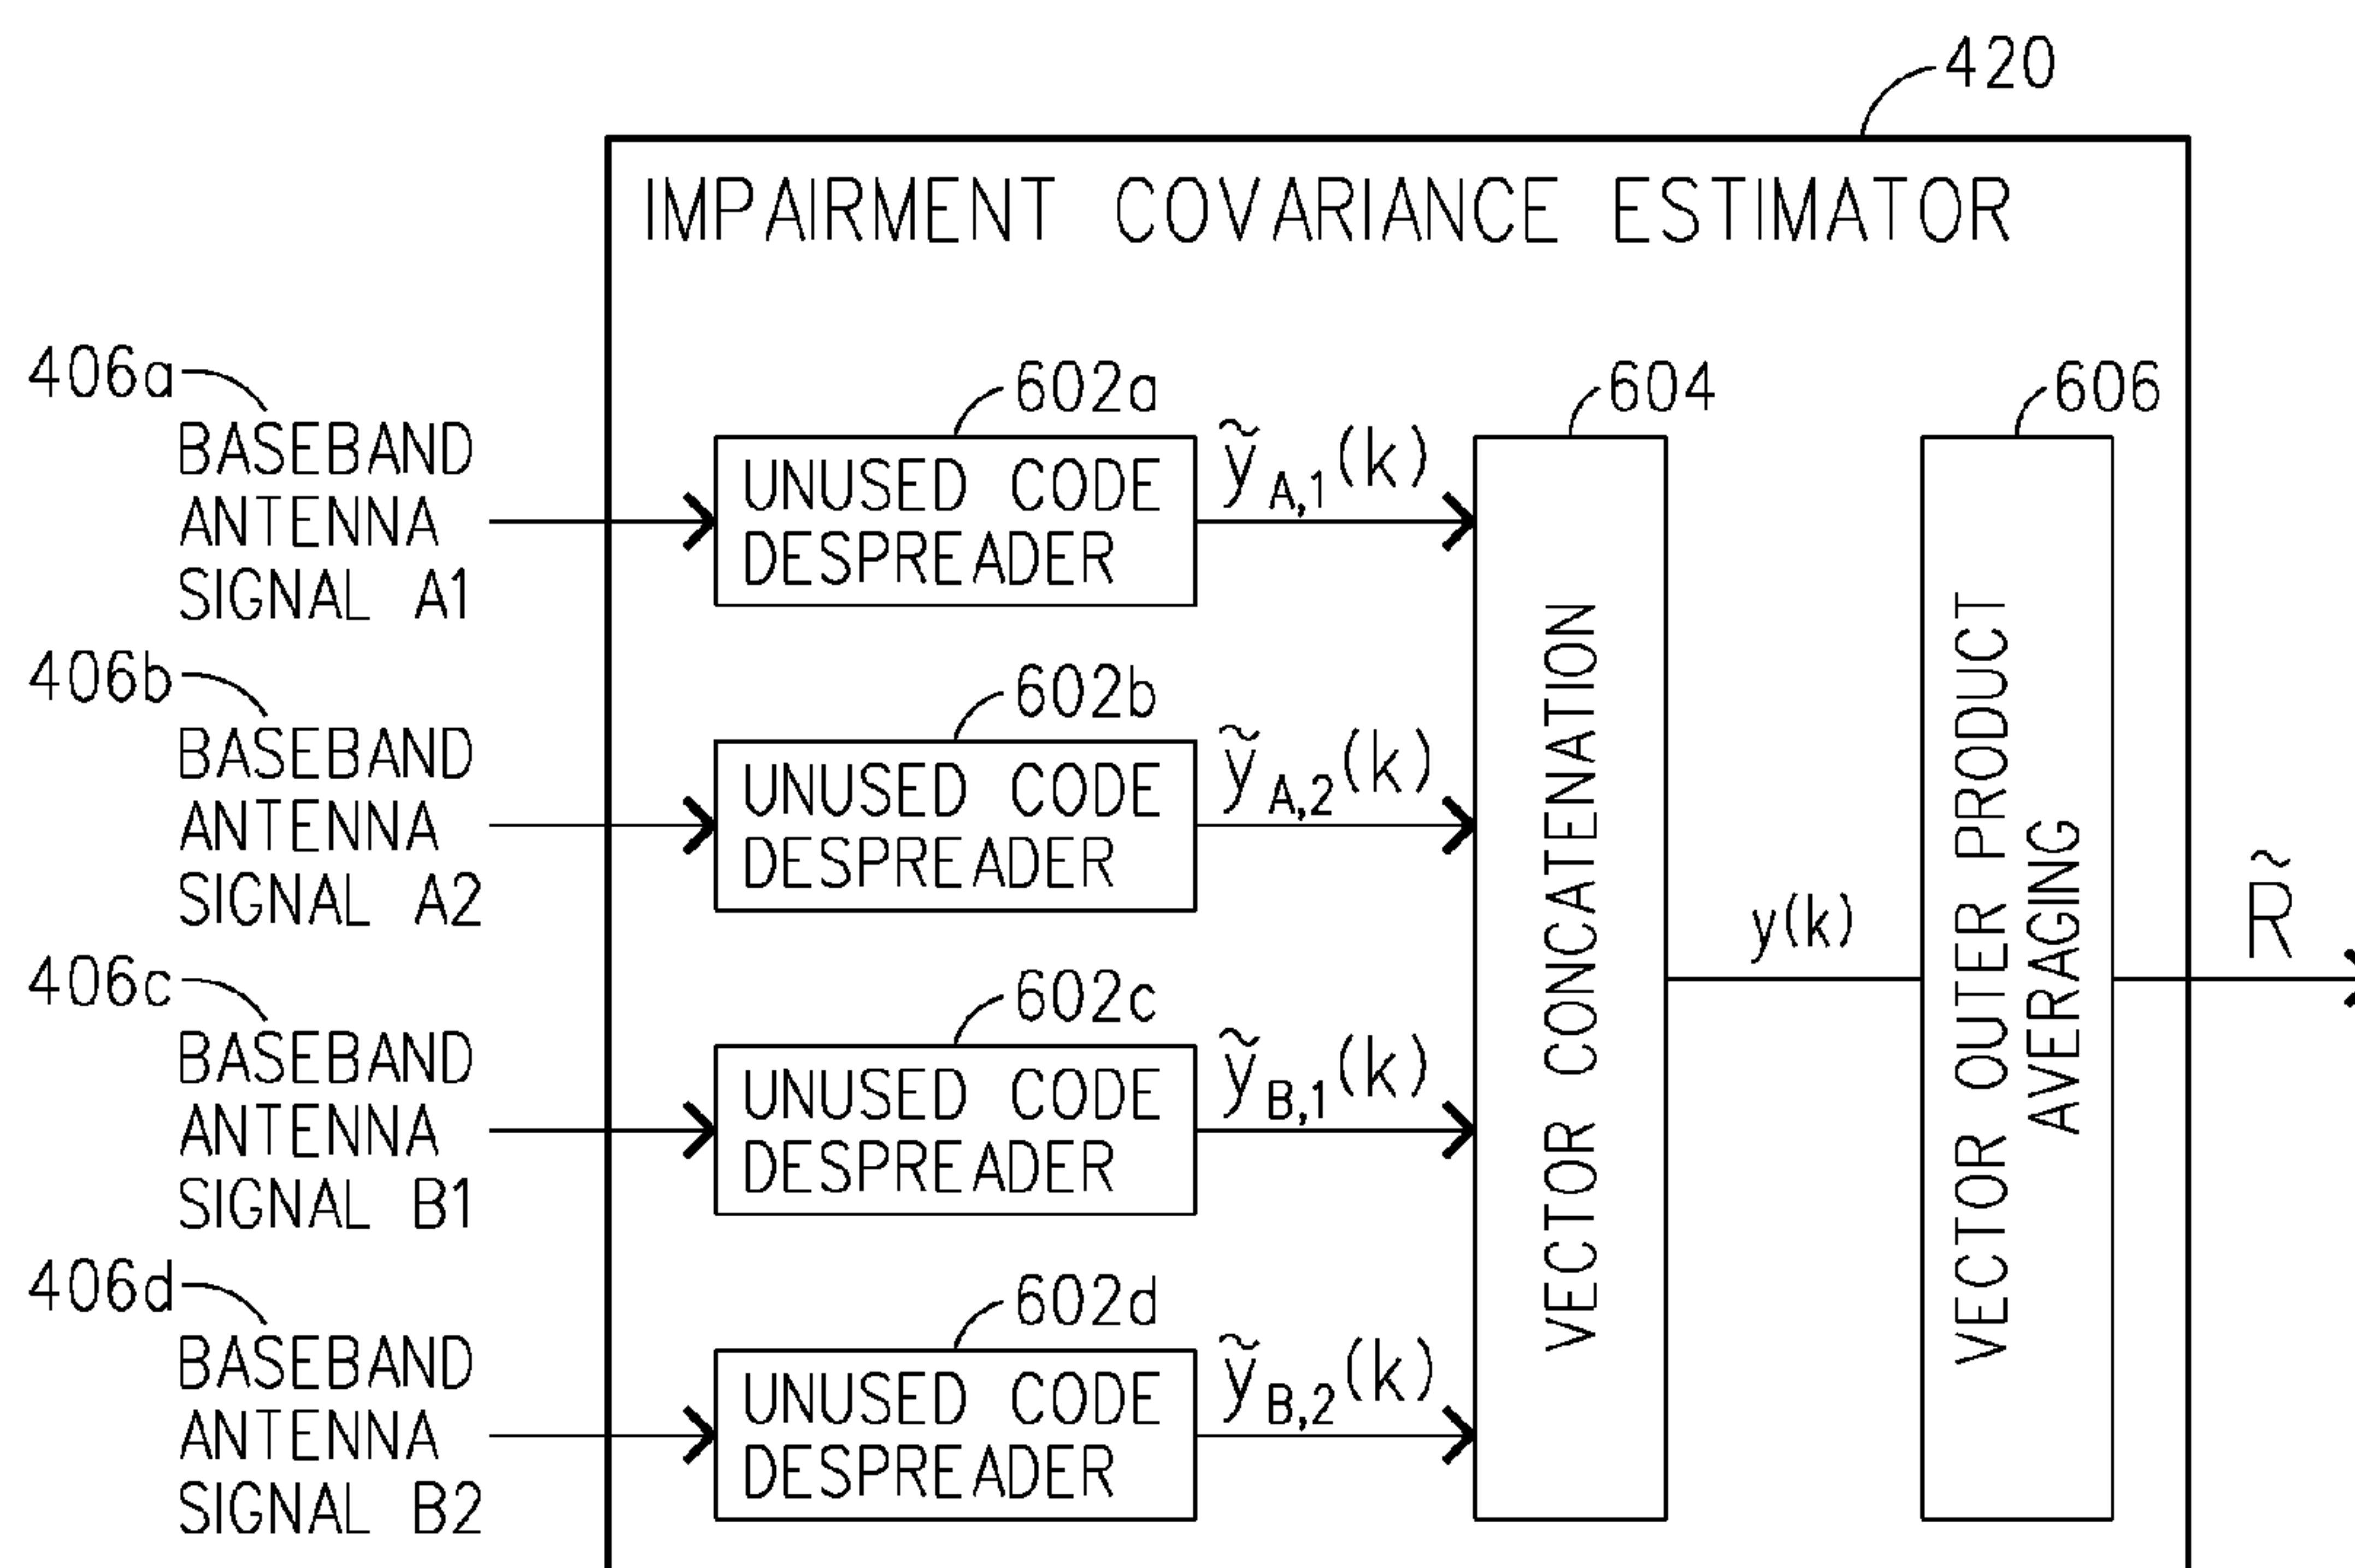 420
IMPAIRMENT COVARIANCE ESTIMATOR
406a
BASEBAND
ANTENNA
SIGNAL A1
602a
UNUSED CODE
DESPREADER
ỹA,1(k)
406b
BASEBAND
ANTENNA
SIGNAL A2
602b
UNUSED CODE
DESPREADER
ỹA,2(k)
406c
BASEBAND
ANTENNA
SIGNAL B1
602c
UNUSED CODE
DESPREADER
ỹB,1(k)
406d
BASEBAND
ANTENNA
SIGNAL B2
602d
UNUSED CODE
DESPREADER
ỹB,2(k)
604
VECTOR CONCATENATION
y(k)
606
VECTOR OUTER PRODUCT
AVERAGING
R̃